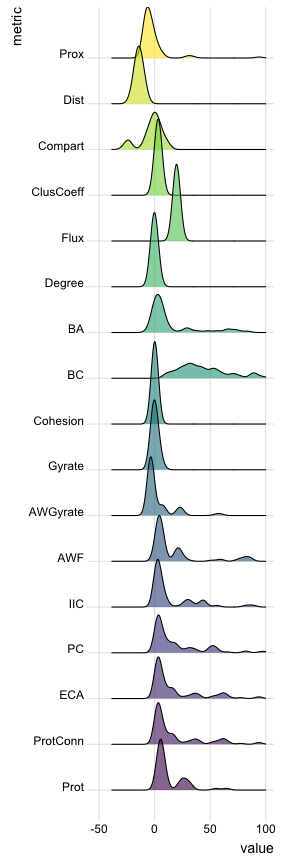 metric
Prox
Dist
Compart
ClusCoeff
Flux
Degree
BA
BC
Cohesion
Gyrate
AWGyrate
AWF
IIC
PC
ECA
ProtConn
Prot
-50 0 50 100
value